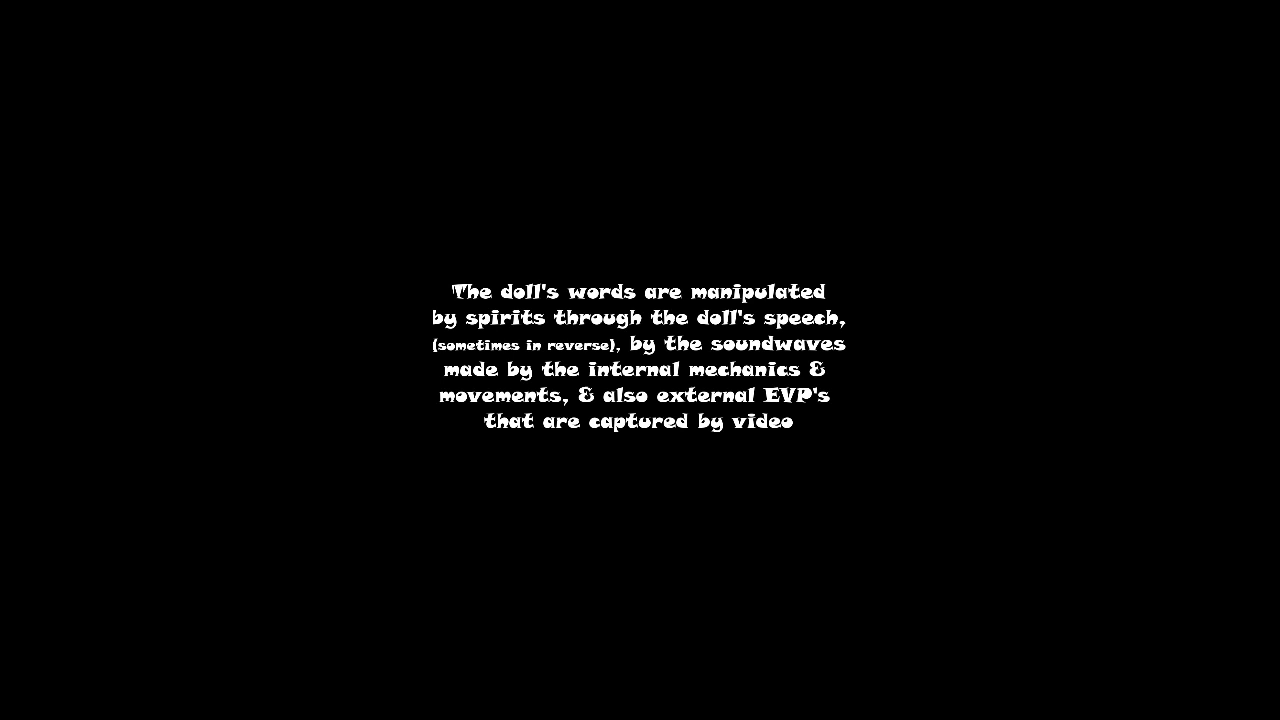 The doll's words are manipulated
by spirits through the doll's speech,
(sometimes in reverse), by the soundwaves
made by the internal mechanics &
movements, & also external EVP's
that are captured by video